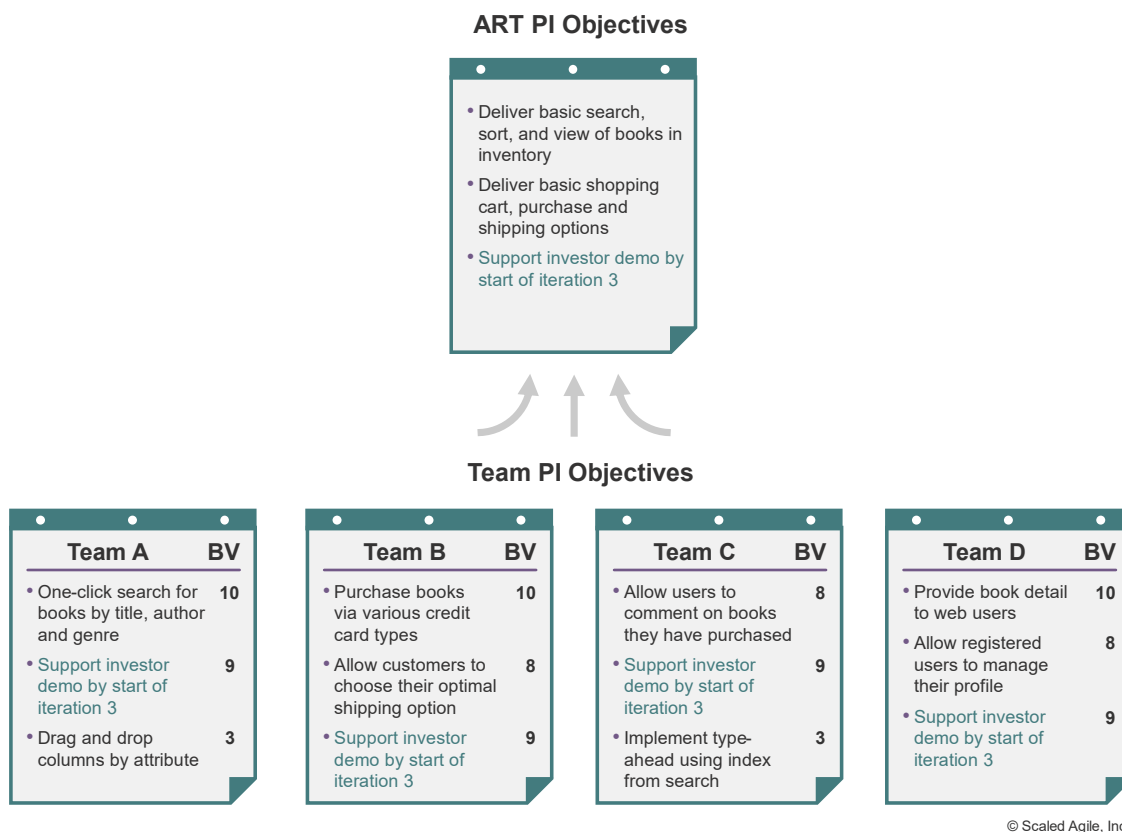 ART PI Objectives
• Deliver basic search,
sort, and view of books in
inventory
• Deliver basic shopping
cart, purchase and
shipping options
• Support investor demo by
start of iteration 3
Team PI Objectives
Team A BV
• One-click search for 10
books by title, author
and genre
• Support investor 9
demo by start of
iteration 3
• Drag and drop 3
columns by attribute
Team B BV
• Purchase books 10
via various credit
card types
• Allow customers to 8
choose their optimal
shipping option
• Support investor 9
demo by start of
iteration 3
Team C BV
• Allow users to 8
comment on books
they have purchased
• Support investor 9
demo by start of
iteration 3
• Implement type- 3
ahead using index
from search
Team D BV
• Provide book detail 10
to web users
• Allow registered 8
users to manage
their profile
• Support investor 9
demo by start of
iteration 3
© Scaled Agile, Inc